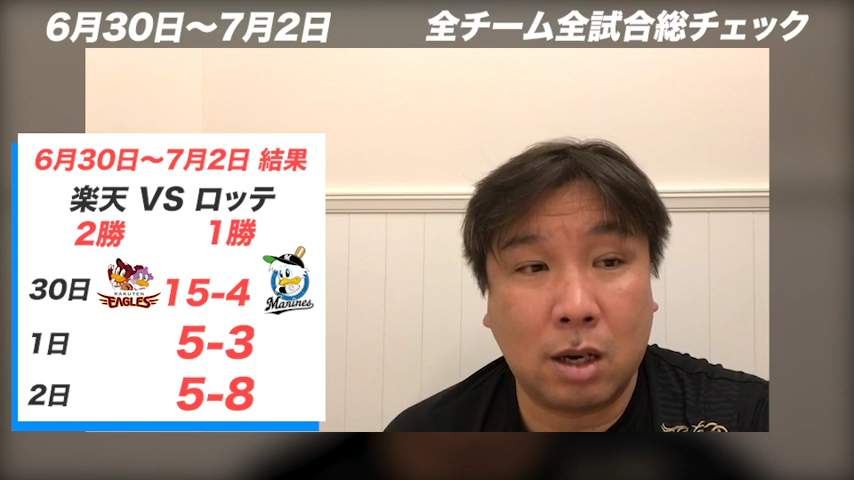 6月30日〜7月2日 全チーム全試合総チェック
6月30日〜7月2日 結果
楽天 VS ロッテ
2勝 1勝
30日 RAKUTEN EAGLES 15-4 Marines
1日 5-3
2日 5-8